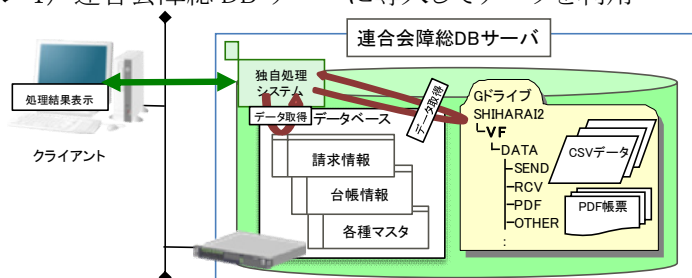 連合会障総DBサーバ
独自処理
システム
処理結果表示
クライアント
データ取得
データベース
データ取得
請求情報
台帳情報
各種マスタ
Gドライブ
SHIHARAI2
VF
DATA
SEND
RCV
PDF
OTHER
:
CSVデータ
PDF帳票